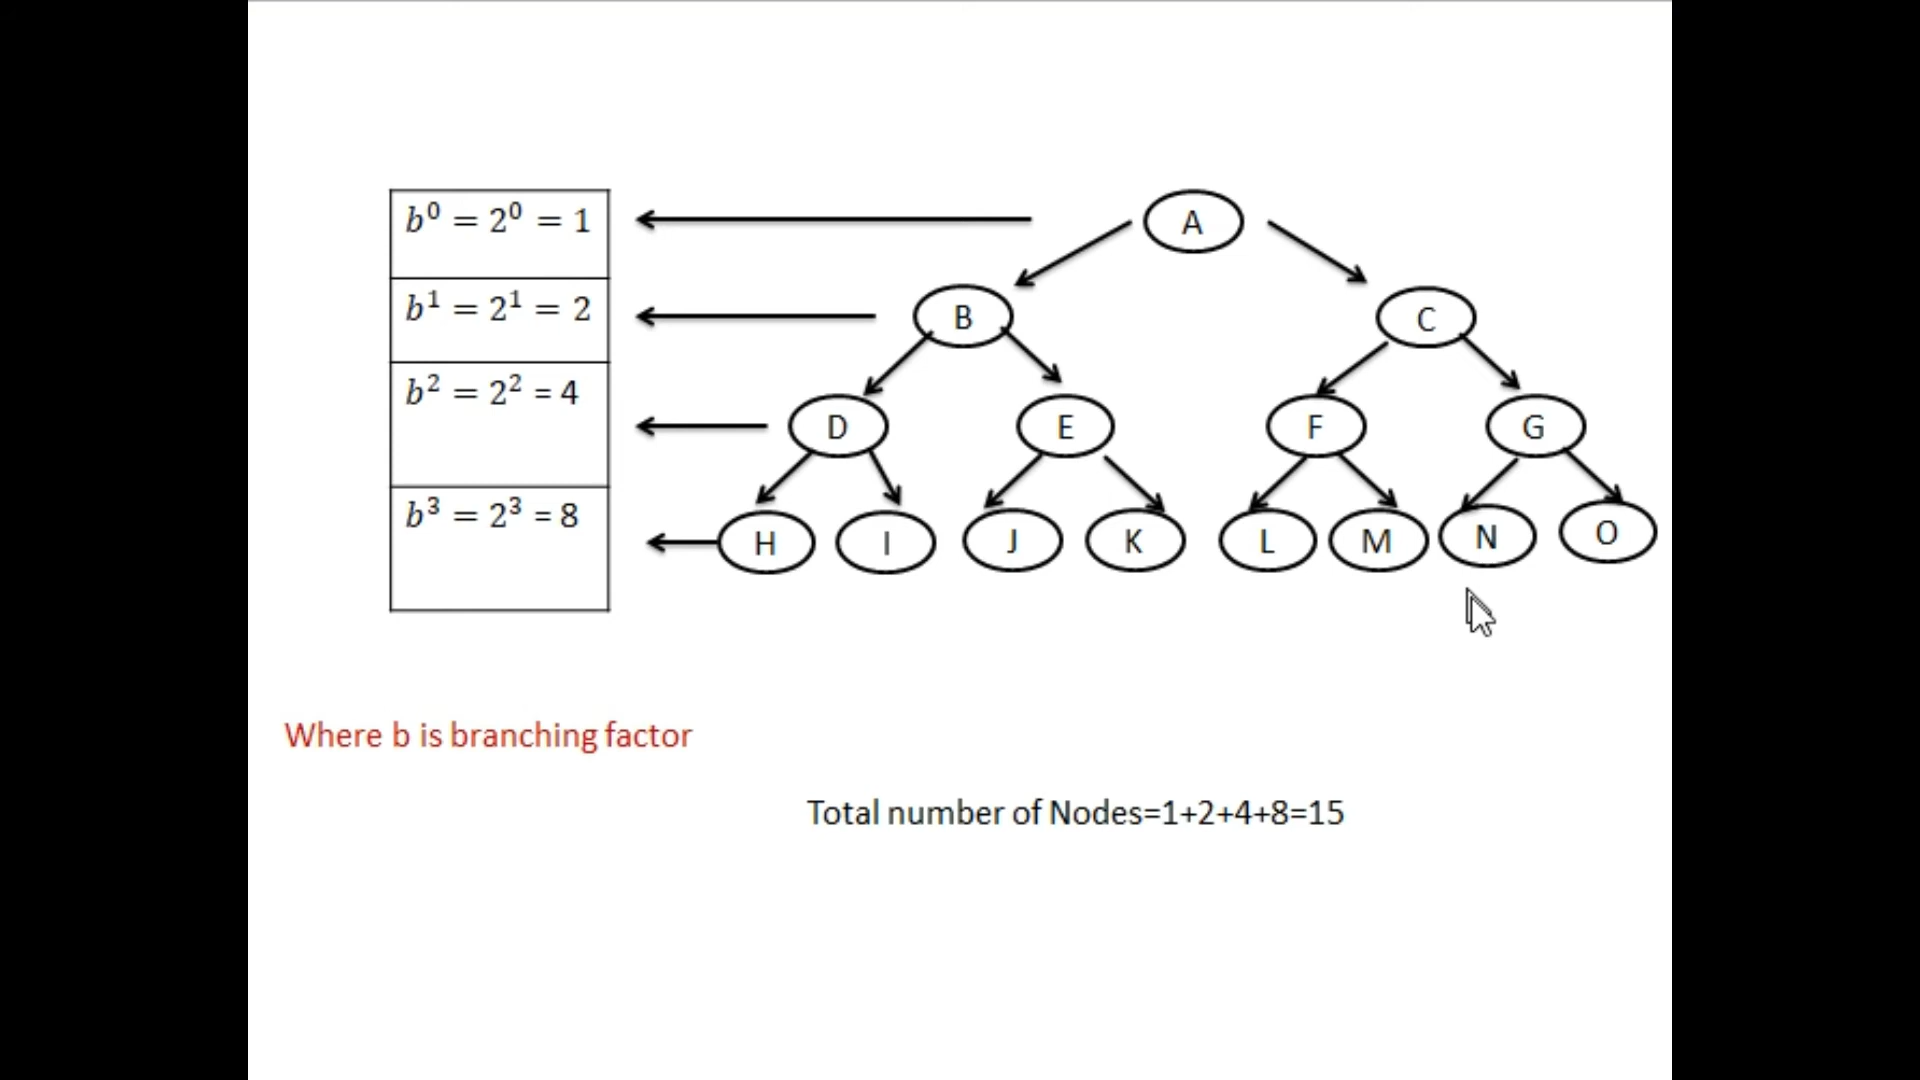 b⁰ = 2⁰ = 1
A
b¹ = 2¹ = 2
B
C
b² = 2² = 4
D
E
F
G
b³ = 2³ = 8
H
I
J
K
L
M
N
O
Where b is branching factor
Total number of Nodes=1+2+4+8=15